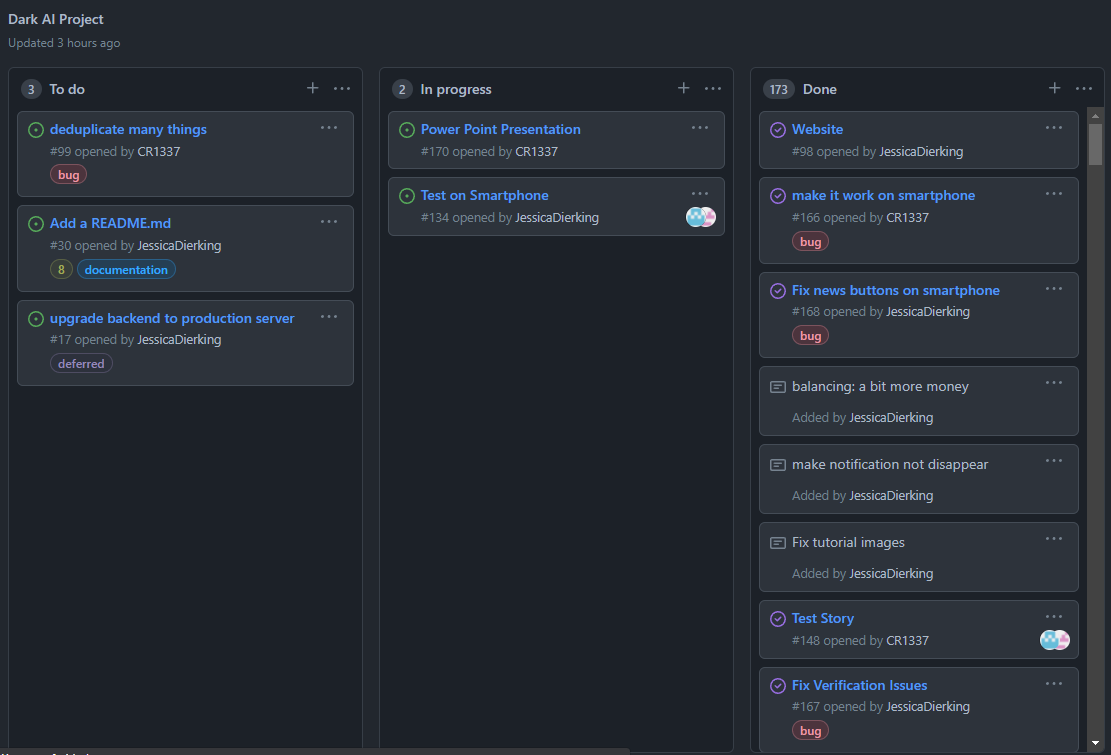 Dark AI Project
Updated 3 hours ago
3 To do
deduplicate many things
#99 opened by CR1337
bug
Add a README.md
#30 opened by JessicaDierking
8 documentation
upgrade backend to production server
#17 opened by JessicaDierking
deferred
2 In progress
Power Point Presentation
#170 opened by CR1337
Test on Smartphone
#134 opened by JessicaDierking
173 Done
Website
#98 opened by JessicaDierking
make it work on smartphone
#166 opened by CR1337
bug
Fix news buttons on smartphone
#168 opened by JessicaDierking
bug
balancing: a bit more money
Added by JessicaDierking
make notification not disappear
Added by JessicaDierking
Fix tutorial images
Added by JessicaDierking
Test Story
#148 opened by CR1337
Fix Verification Issues
#167 opened by JessicaDierking
bug